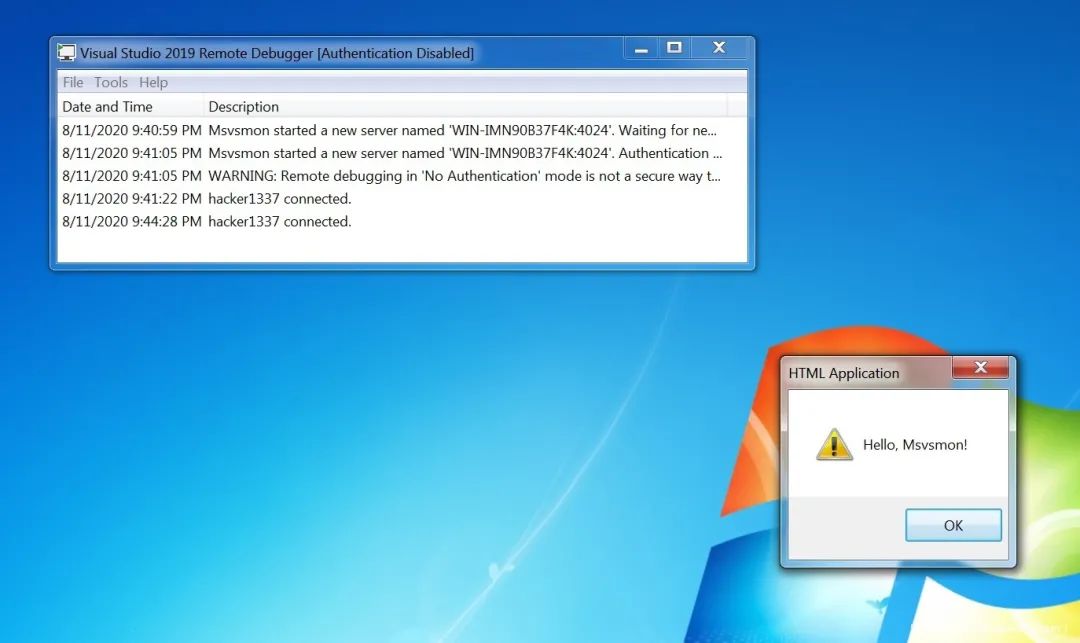 Visual Studio 2019 Remote Debugger [Authentication Disabled]
File Tools Help
Date and Time Description
8/11/2020 9:40:59 PM Msvsmon started a new server named 'WIN-IMN90B37F4K:4024'. Waiting for ne...
8/11/2020 9:41:05 PM Msvsmon started a new server named 'WIN-IMN90B37F4K:4024'. Authentication ...
8/11/2020 9:41:05 PM WARNING: Remote debugging in 'No Authentication' mode is not a secure way t...
8/11/2020 9:41:22 PM hacker1337 connected.
8/11/2020 9:44:28 PM hacker1337 connected.
HTML Application
Hello, Msvsmon!
OK